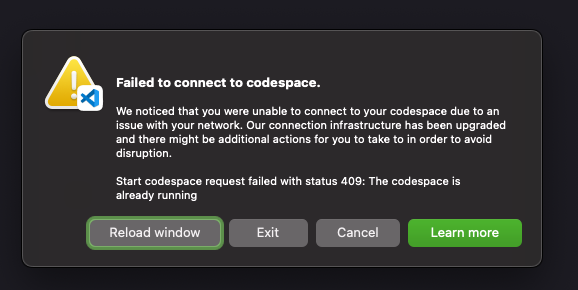 Failed to connect to codespace.
We noticed that you were unable to connect to your codespace due to an
issue with your network. Our connection infrastructure has been upgraded
and there might be additional actions for you to take to in order to avoid
disruption.
Start codespace request failed with status 409: The codespace is
already running
Reload window
Exit
Cancel
Learn more